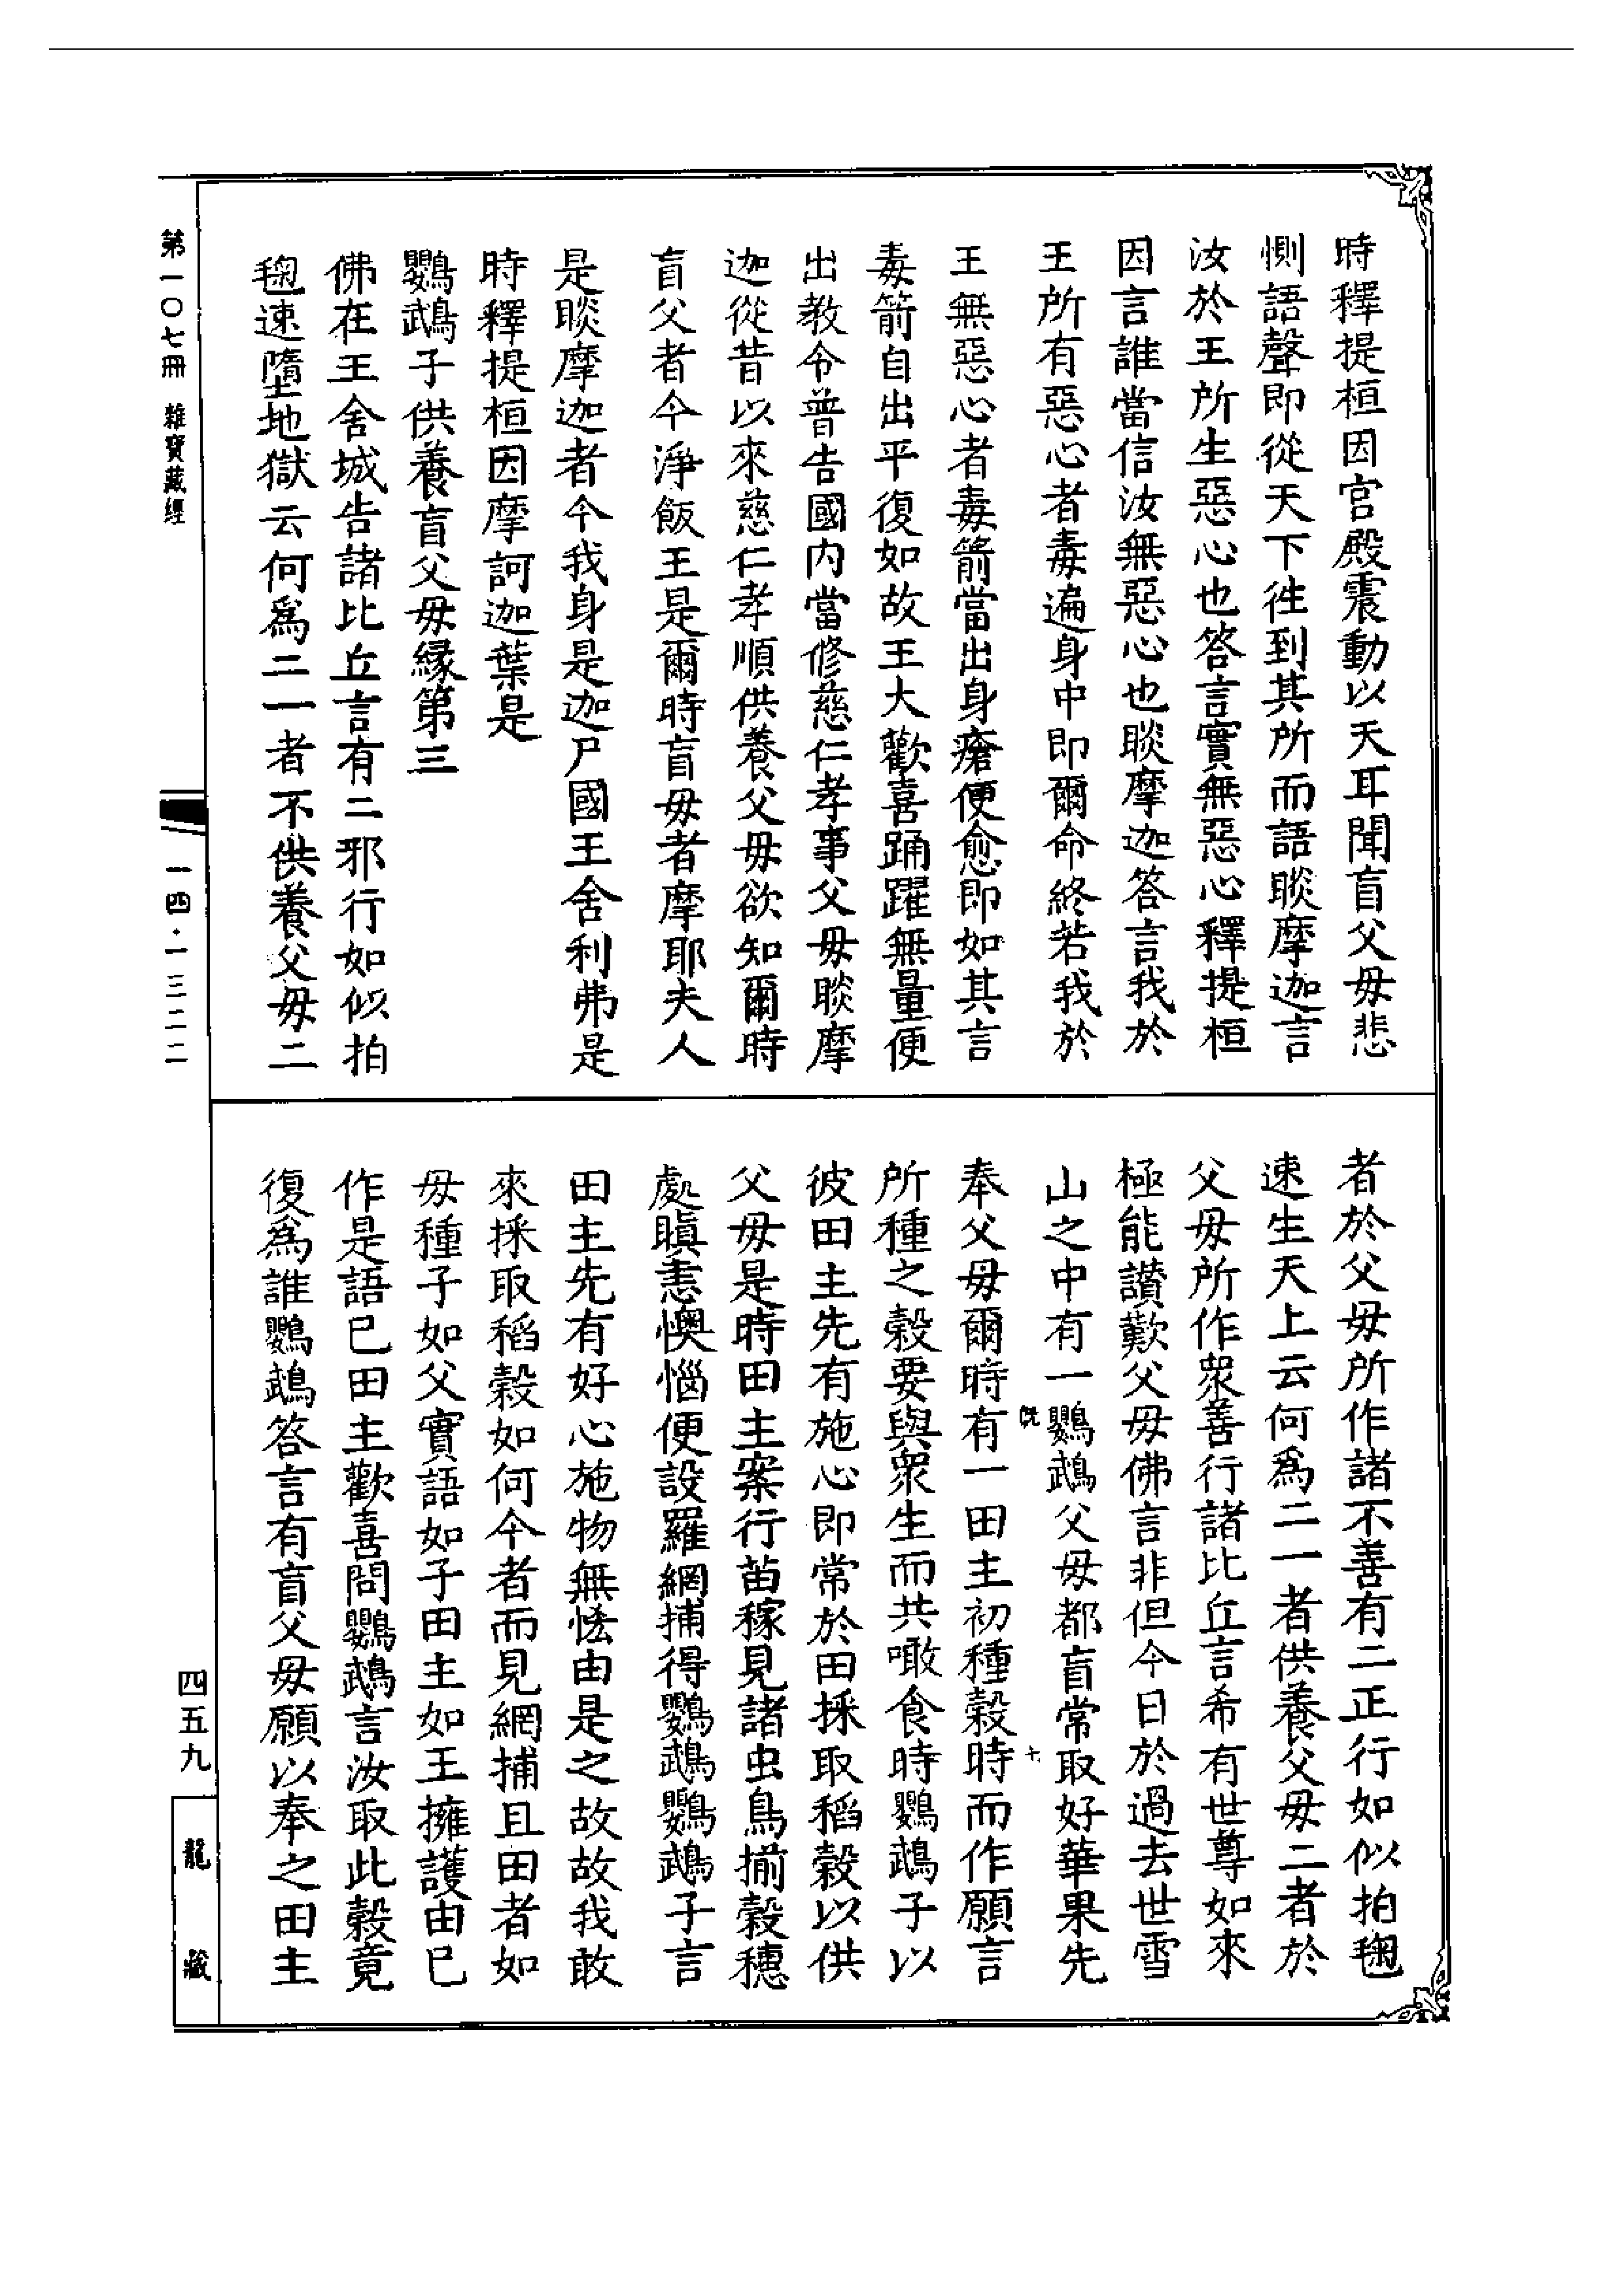 時釋提桓因宮殿震動以天耳聞盲父毋悲
惻語聲即從天下徃到其所而語睒摩迦言
汝於王所生惡心也答言實無惡心釋提桓
因言誰當信汝無惡心也睒摩迦答言我於
王所有惡心者毒遍身中即爾命終若我於
王無惡心者毒箭當出身瘡便愈即如其言
毒箭自出平復如故王大歡喜踊躍無量便
出教令普告國內當修慈仁孝事父毋睒摩
迦從昔以來慈仁孝順供養父毋欲知爾時
盲父者今淨飯王是爾時盲毋者摩耶夫人
是睒摩迦者今我身是迦尸國王舍利弗是
時釋提桓因摩訶迦葉是
鸚鵡子供養盲父毋緣第三
佛在王舍城告諸比丘言有二邪行如似拍
毱速墮地獄云何爲二一者不供養父毋二
者於父毋所作諸不善有二正行如似拍毱
速生天上云何爲二一者供養父毋二者於
父毋所作衆善行諸比丘言希有世尊如來
極能讚歎父毋佛言非但今日於過去世雪
山之中有一鸚鵡父毋都盲常取好華果先
奉父毋爾時有一田主初種穀時而作願言
所種之穀要與衆生而共噉食時鸚鵡子以
彼田主先有施心即常於田採取稻穀以供
父毋是時田主案行苗稼見諸虫鳥揃穀穗
處瞋恚懊惱便設羅網捕得鸚鵡鸚鵡子言
田主先有好心施物無悋由是之故故我敢
來採取稻穀如何今者而見網捕且田者如
毋種子如父實語如子田主如王擁護由已
作是語已田主歡喜問鸚鵡言汝取此穀竟
復爲誰鸚鵡答言有盲父毋願以奉之田主
第一〇七冊 雜寶藏經
一四·一三二二
四五九
龍藏